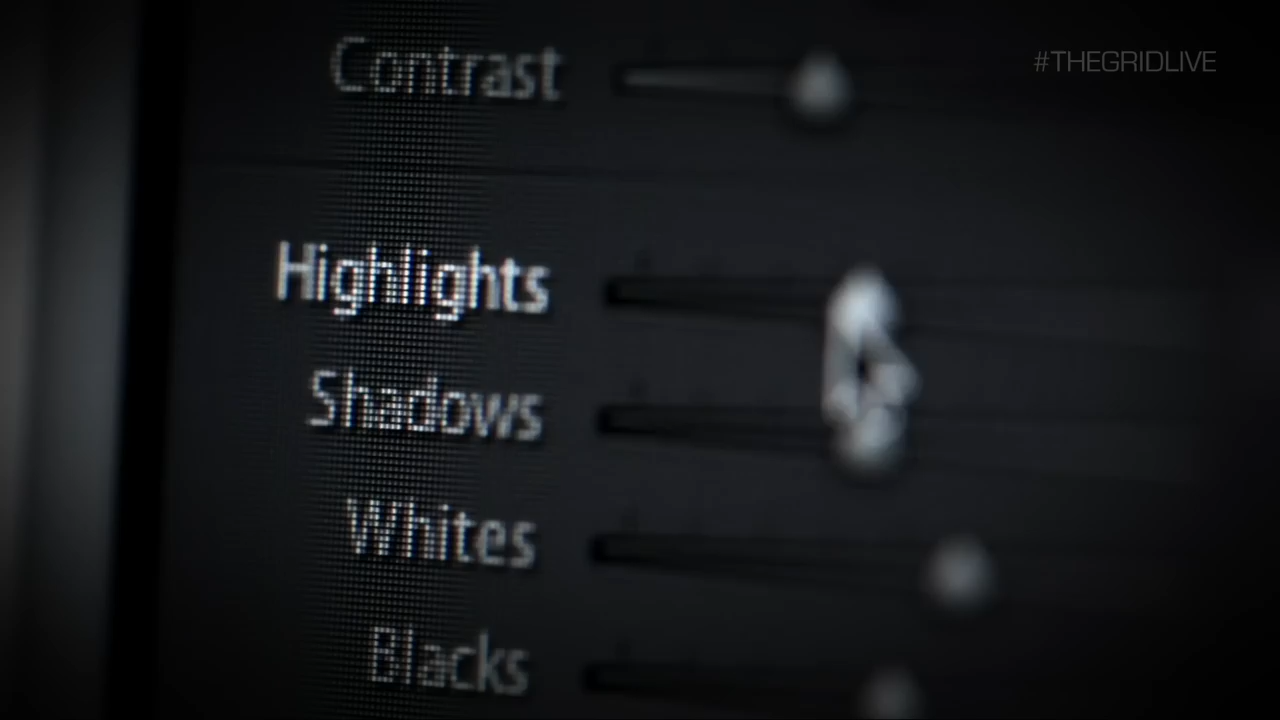 Contrast
#THEGRIDLIVE
Highlights
Shadows
Whites
Blacks